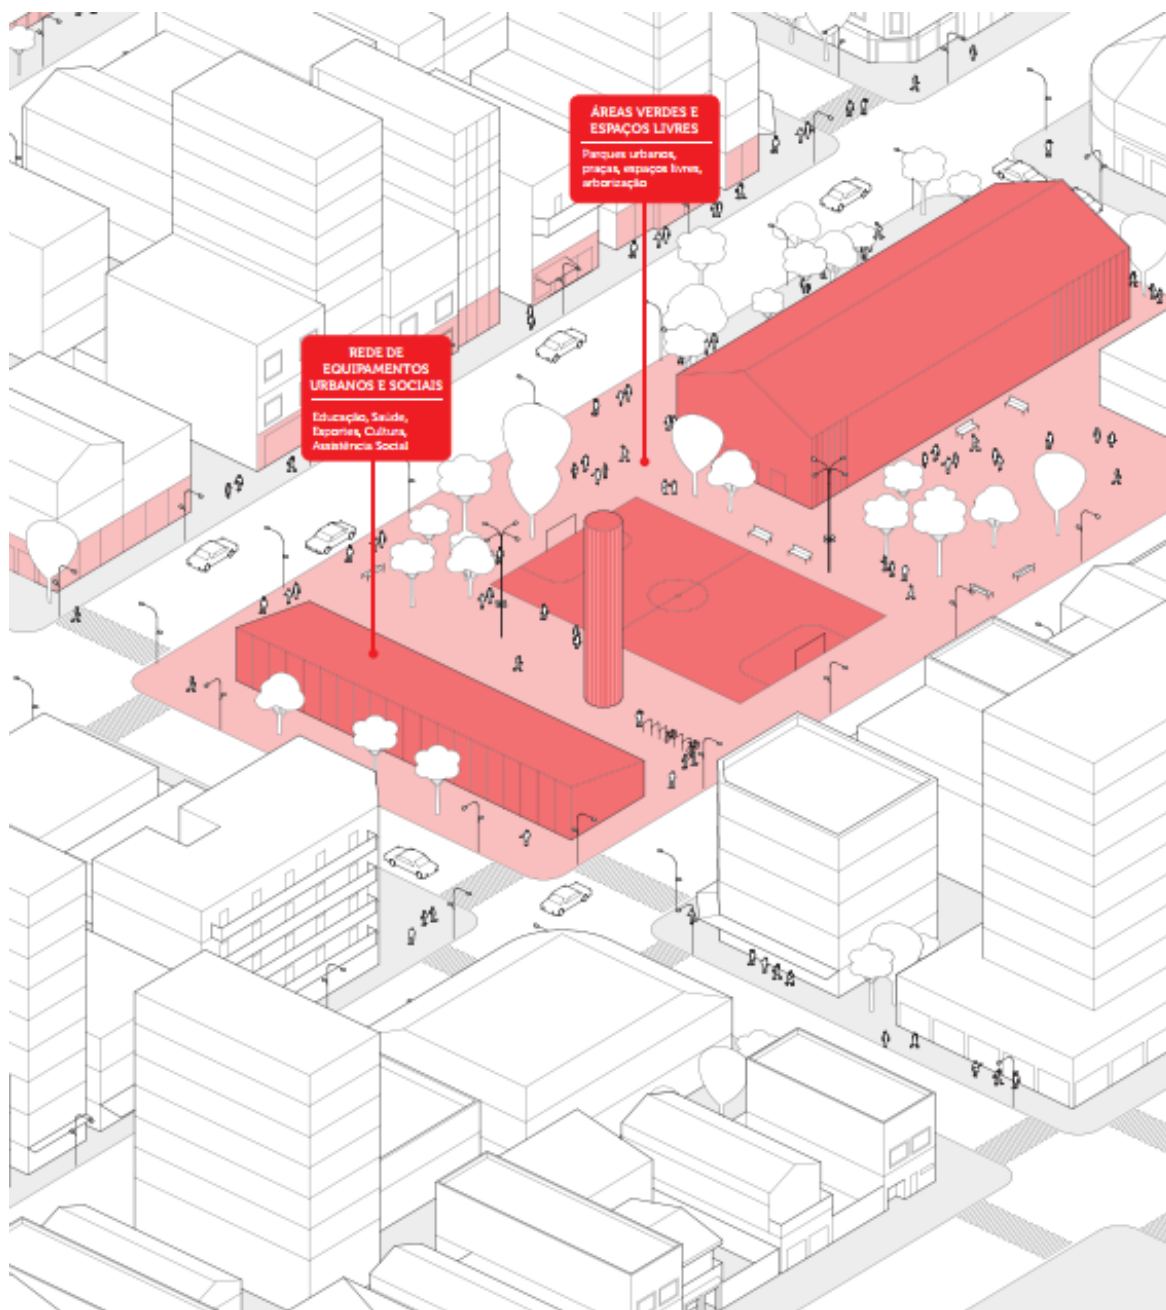 ÁREAS VERDES E
ESPAÇOS LIVRES
Parques urbanos,
praças, espaços livres,
arborização
REDE DE
EQUIPAMENTOS
URBANOS E SOCIAIS
Educação, Saúde,
Esportes, Cultura,
Assistência Social